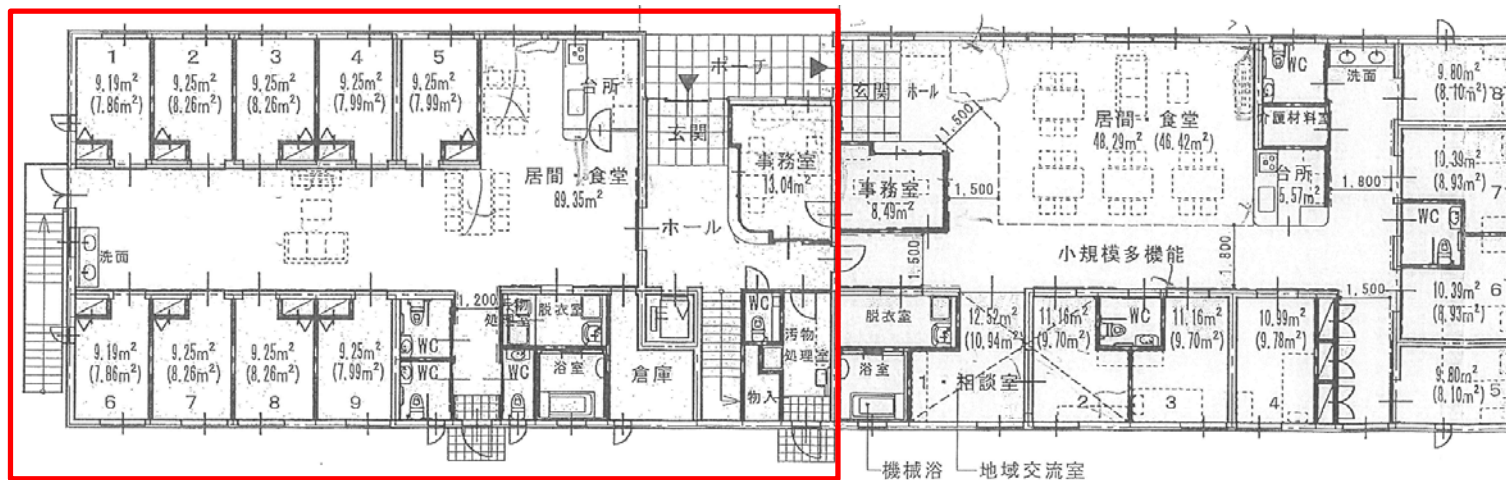 1
9.19m²
(7.86m²)
2
9.25m²
(8.26m²)
3
9.25m²
(8.26m²)
4
9.25m²
(7.99m²)
5
9.25m²
(7.99m²)
台所
居間・食堂
89.35m²
洗面
ポーチ
玄関
事務室
13.04m²
ホール
6
9.19m²
(7.86m²)
7
9.25m²
(8.26m²)
8
9.25m²
(8.26m²)
9
9.25m²
(7.99m²)
WC
WC
1,200
汚物
処理室
脱衣室
WC
浴室
倉庫
WC
汚物
処理室
物入
玄関
ホール
1,500
居間・食堂
48.29m² (46.42m²)
事務室
8.49m²
1,500
1,500
WC
洗面
介護材料室
台所
5.57m²
1,800
小規模多機能
1,800
1,500
9.80m²
(8.10m²)
8
10.39m²
(8.93m²)
7
WC
10.39m²
(8.93m²)
6
9.80m²
(8.10m²)
5
脱衣室
浴室
12.52m²
(10.94m²)
1・相談室
11.16m²
(9.70m²)
2
WC
11.16m²
(9.70m²)
3
10.99m²
(9.78m²)
4
機械浴
地域交流室